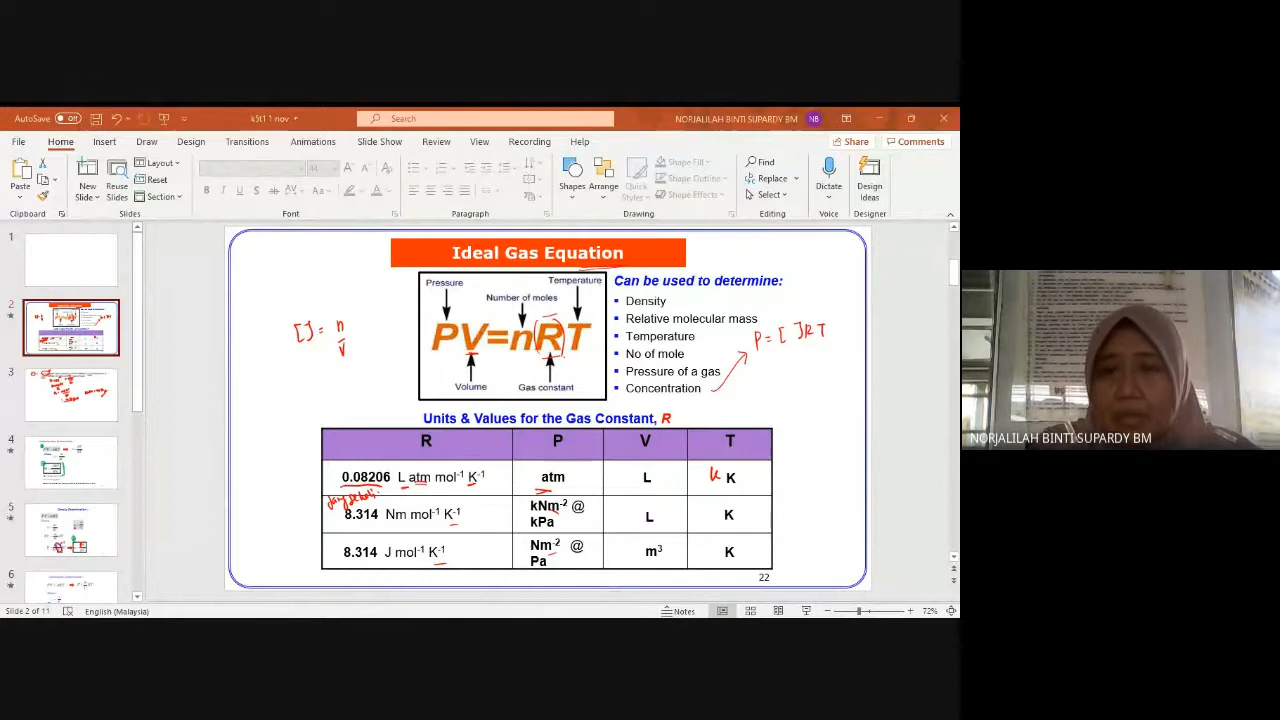 AutoSave Off k5t1 1 nov Search NORJALILAH BINTI SUPARDY BM NB
File Home Insert Draw Design Transitions Animations Slide Show Review View Help Acrobat Share Comments
Paste New Slide Reuse Slides Layout Reset Section 44 Shapes Arrange Quick Styles Shape Fill Shape Outline Shape Effects Find Replace Select Dictate Design Ideas
Clipboard Slides Font Paragraph Drawing Editing Voice Designer
1
2
3
4
5
6
Ideal Gas Equation
Pressure Number of moles Temperature
PV=nRT
Volume Gas constant
[ ] = n
v
Can be used to determine:
Density
Relative molecular mass
Temperature
No of mole
Pressure of a gas
Concentration
P = [ ] R T
Units & Values for the Gas Constant, R
R P V T
0.08206 L atm mol⁻¹ K⁻¹ atm L K K
8.314 Nm mol⁻¹ K⁻¹ kNm⁻² @ kPa L K
8.314 J mol⁻¹ K⁻¹ Nm⁻² @ Pa m³ K
22
Slide 2 of 11 English (Malaysia) Notes 72%
NORJALILAH BINTI SUPARDY BM